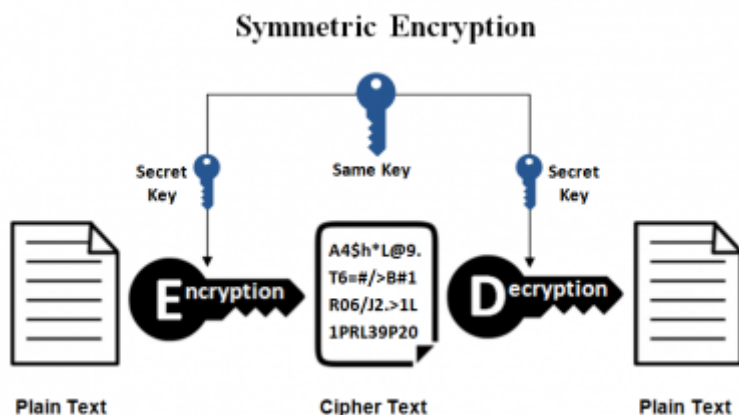 Symmetric Encryption
Secret
Key
Same Key
Secret
Key
Encryption
A4$h*L@9.
T6=#/>B#1
R06/J2.>1L
1PRL39P20
Decryption
Plain Text
Cipher Text
Plain Text